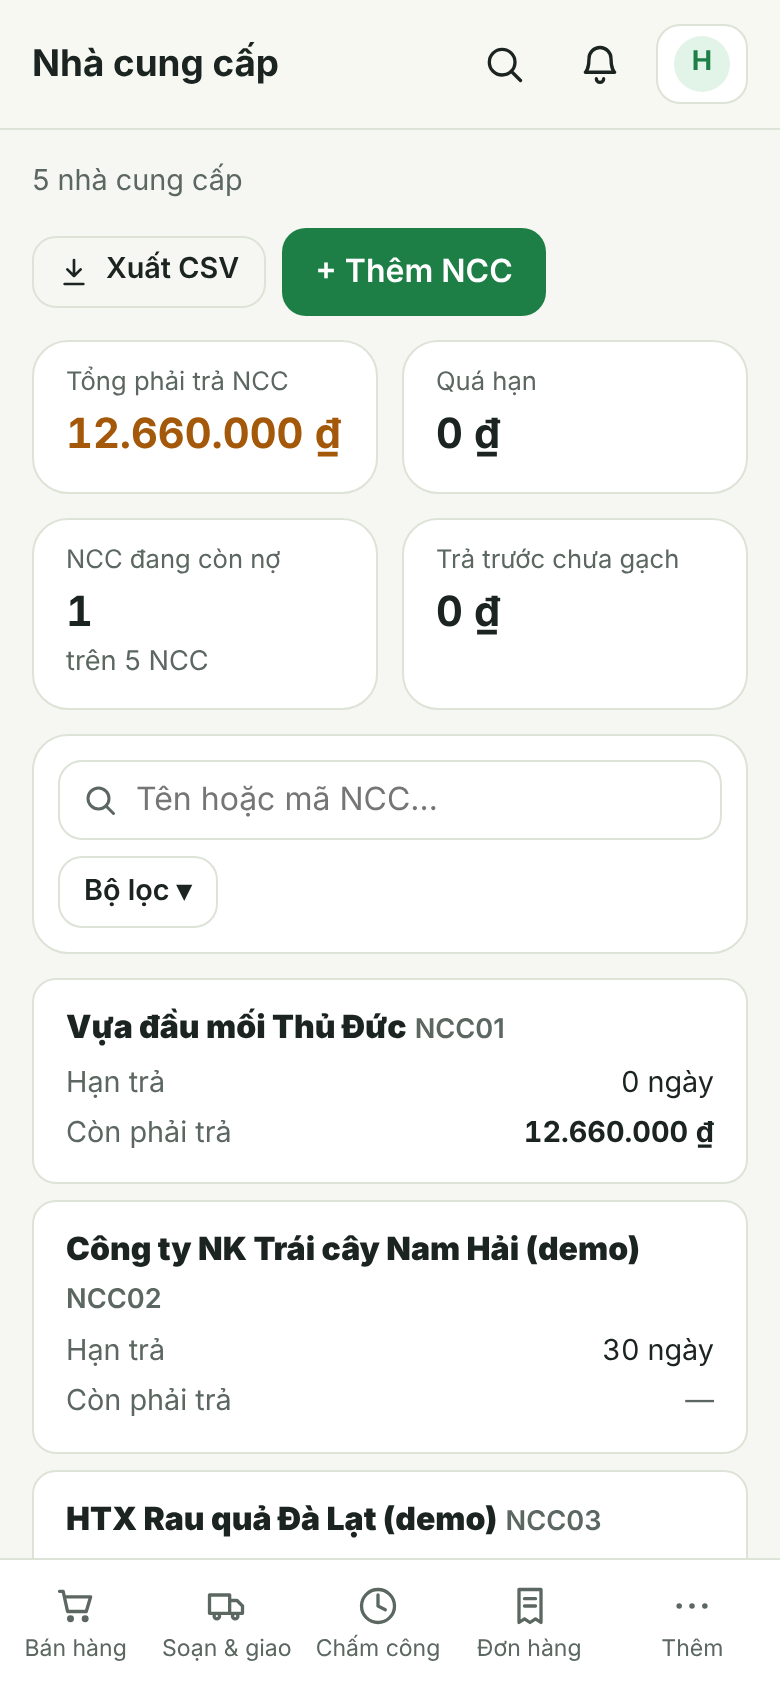 Nhà cung cấp
H
5 nhà cung cấp
Xuất CSV
+ Thêm NCC
Tổng phải trả NCC
12.660.000 ₫
Quá hạn
0 ₫
NCC đang còn nợ
1
trên 5 NCC
Trả trước chưa gạch
0 ₫
Tên hoặc mã NCC...
Bộ lọc ▾
Vựa đầu mối Thủ Đức NCC01
Hạn trả 0 ngày
Còn phải trả 12.660.000 ₫
Công ty NK Trái cây Nam Hải (demo)
NCC02
Hạn trả 30 ngày
Còn phải trả —
HTX Rau quả Đà Lạt (demo) NCC03
Bán hàng
Soạn & giao
Chấm công
Đơn hàng
Thêm